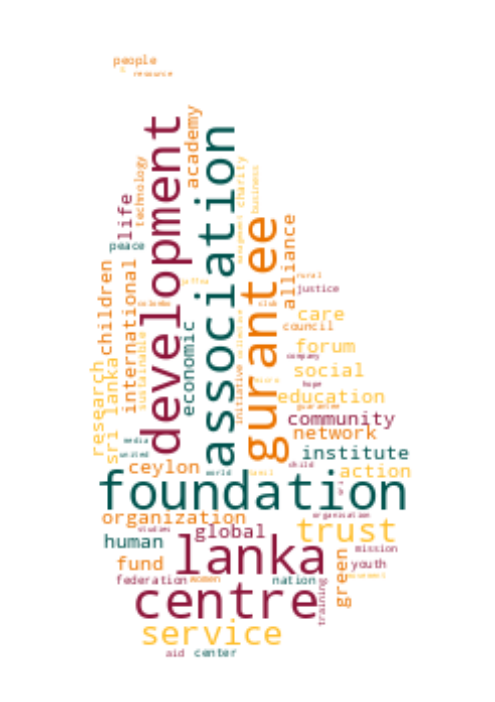 people
resource
development
association
academy
technology
charity
business
life
peace
gurantee
alliance
children
international
rural
justice
colombo
club
care
council
sustainable
economic
forum
company
social
research
sri lanka
initiative
hope
education
guarantee
community
network
media
united
institute
ceylon
world
child
action
foundation
organization
organisation
studies
global
trust
human
lanka
mission
fund
green
youth
federation
women
nation
training
centre
service
aid
center